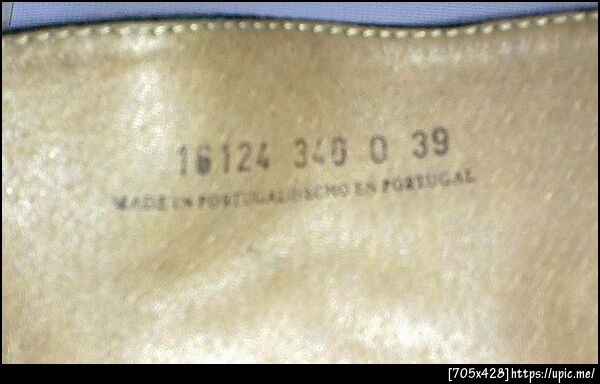 16124 340 0 39
MADE IN PORTUGAL/HECHO EN PORTUGAL
[705x428]https://upic.me/